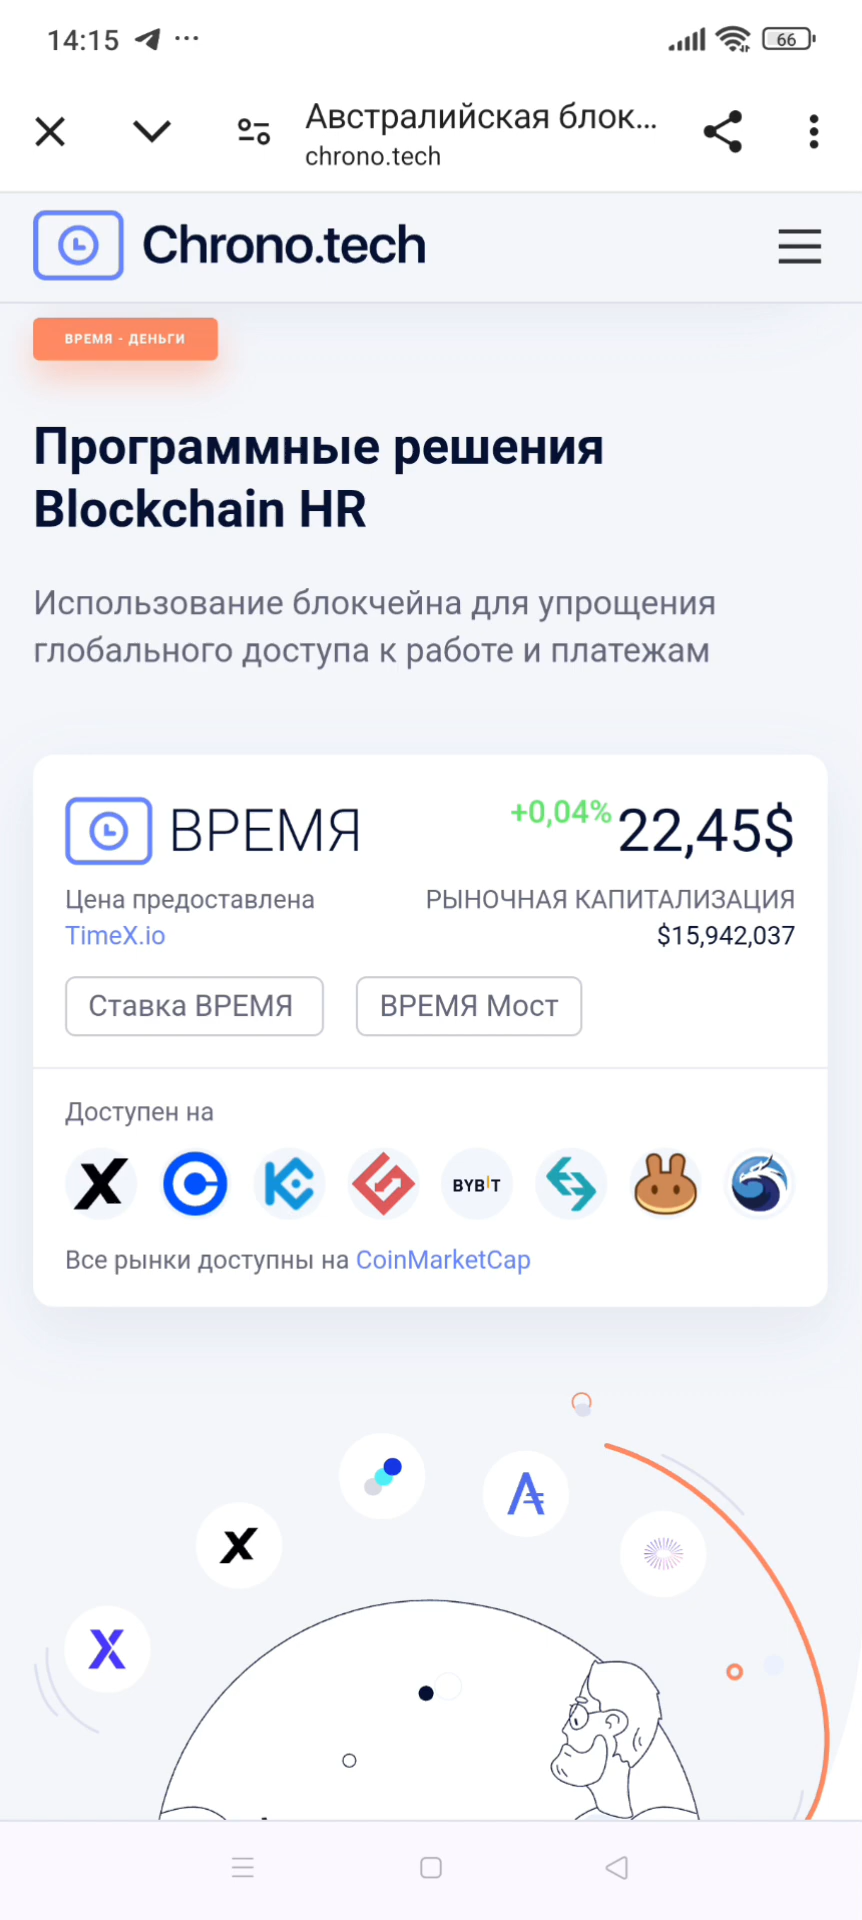 14:15
66
Австралийская блок...
chrono.tech
Chrono.tech
ВРЕМЯ - ДЕНЬГИ
Программные решения
Blockchain HR
Использование блокчейна для упрощения
глобального доступа к работе и платежам
ВРЕМЯ
+0,04% 22,45$
Цена предоставлена
TimeX.io
РЫНОЧНАЯ КАПИТАЛИЗАЦИЯ
$15,942,037
Ставка ВРЕМЯ
ВРЕМЯ Мост
Доступен на
BYBIT
Все рынки доступны на CoinMarketCap